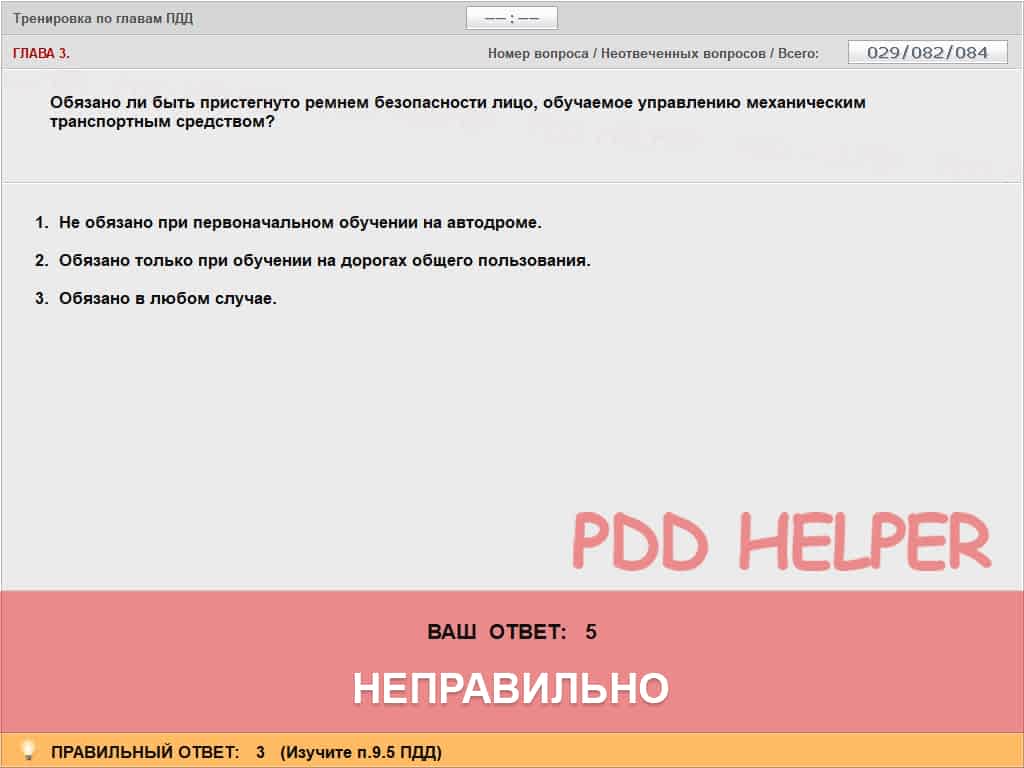 Тренировка по главам ПДД
—— : ——
ГЛАВА 3.
Номер вопроса / Неотвеченных вопросов / Всего:
029/082/084
Обязано ли быть пристегнуто ремнем безопасности лицо, обучаемое управлению механическим
транспортным средством?
1. Не обязано при первоначальном обучении на автодроме.
2. Обязано только при обучении на дорогах общего пользования.
3. Обязано в любом случае.
PDD HELPER
ВАШ ОТВЕТ: 5
НЕПРАВИЛЬНО
ПРАВИЛЬНЫЙ ОТВЕТ: 3 (Изучите п.9.5 ПДД)